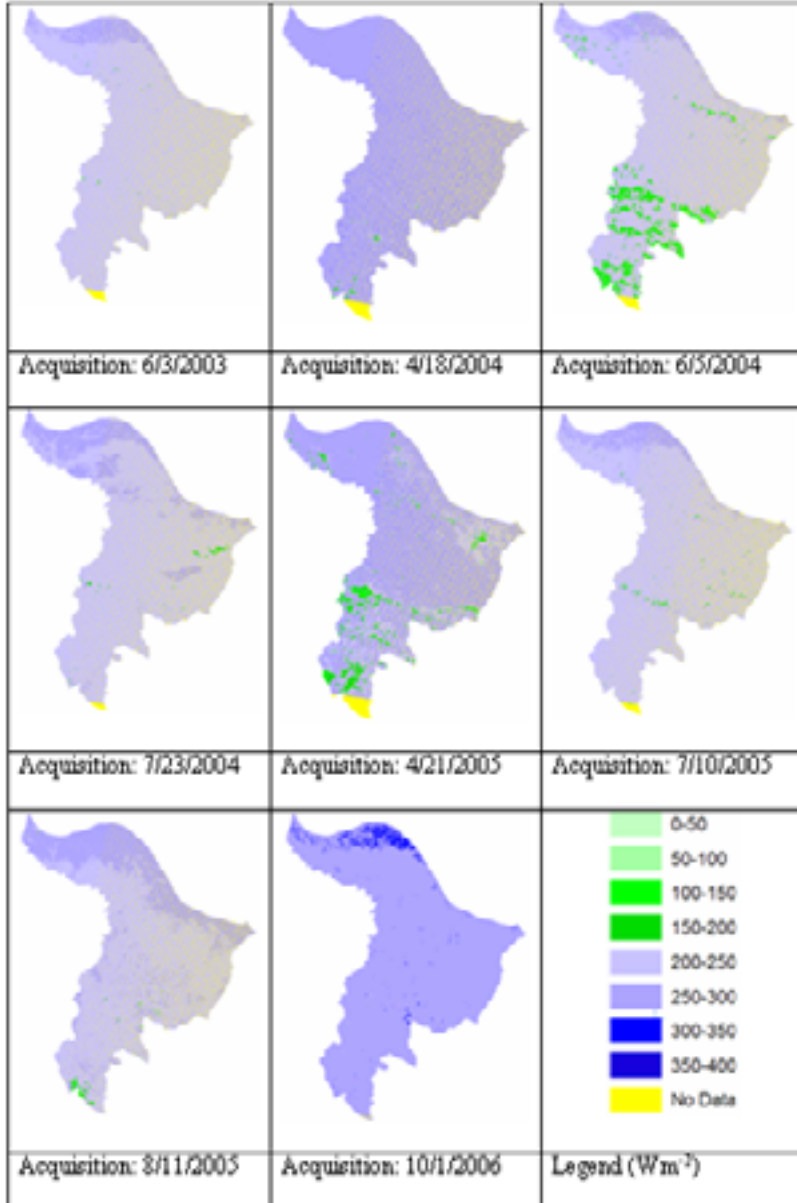 Acquisition: 6/3/2003
Acquisition: 4/18/2004
Acquisition: 6/5/2004
Acquisition: 7/23/2004
Acquisition: 4/21/2005
Acquisition: 7/10/2005
0-50
50-100
100-150
150-200
200-250
250-300
300-350
350-400
No Data
Acquisition: 8/11/2005
Acquisition: 10/1/2006
Legend (Wm⁻²)